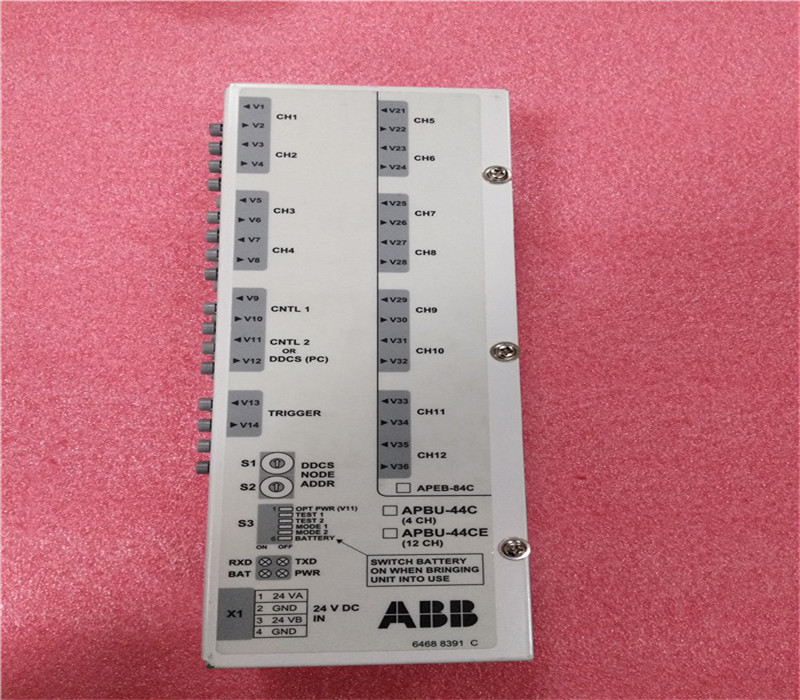 ◄ V1
► V2
CH1
◄ V3
► V4
CH2
◄ V5
► V6
CH3
◄ V7
► V8
CH4
◄ V9
► V10
CNTL 1
◄ V11
► V12
CNTL 2
OR
DDCS (PC)
◄ V13
► V14
TRIGGER
◄ V21
► V22
CH5
◄ V23
► V24
CH6
◄ V25
► V26
CH7
◄ V27
► V28
CH8
◄ V29
► V30
CH9
◄ V31
► V32
CH10
◄ V33
► V34
CH11
◄ V35
► V36
CH12
APEB-84C
S1
S2
DDCS
NODE
ADDR
S3
1 OPT PWR (V11)
TEST 1
TEST 2
MODE 1
MODE 2
6 BATTERY
ON OFF
APBU-44C
(4 CH)
APBU-44CE
(12 CH)
RXD TXD
BAT PWR
SWITCH BATTERY
ON WHEN BRINGING
UNIT INTO USE
X1
1 24 VA
2 GND
3 24 VB
4 GND
24 V DC
IN
ABB
6468 8391 C